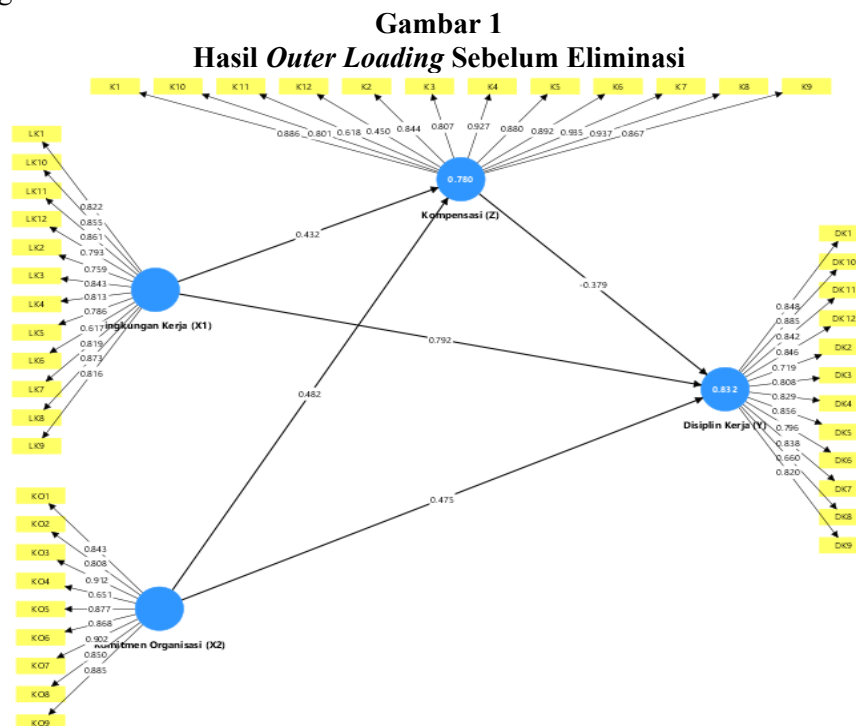 Gambar 1
Hasil Outer Loading Sebelum Eliminasi
K1 K10 K11 K12 K2 K3 K4 K5 K6 K7 K8 K9
0.886 0.801 0.618 0.450 0.844 0.807 0.927 0.880 0.892 0.935 0.937 0.867
0.780
Kompensasi (Z)
LK1
LK10
LK11
LK12
LK2
LK3
LK4
LK5
LK6
LK7
LK8
LK9
0.822
0.855
0.861
0.793
0.759
0.843
0.813
0.786
0.617
0.819
0.873
0.816
ingkungan Kerja (X1)
0.432
-0.379
0.792
0.482
0.475
DK1
DK10
DK11
DK12
DK2
DK3
DK4
DK5
DK6
DK7
DK8
DK9
0.848
0.885
0.842
0.846
0.719
0.808
0.829
0.856
0.796
0.838
0.660
0.820
0.832
Disiplin Kerja (Y)
KO1
KO2
KO3
KO4
KO5
KO6
KO7
KO8
KO9
0.843
0.808
0.912
0.651
0.877
0.868
0.902
0.850
0.885
Komitmen Organisasi (X2)